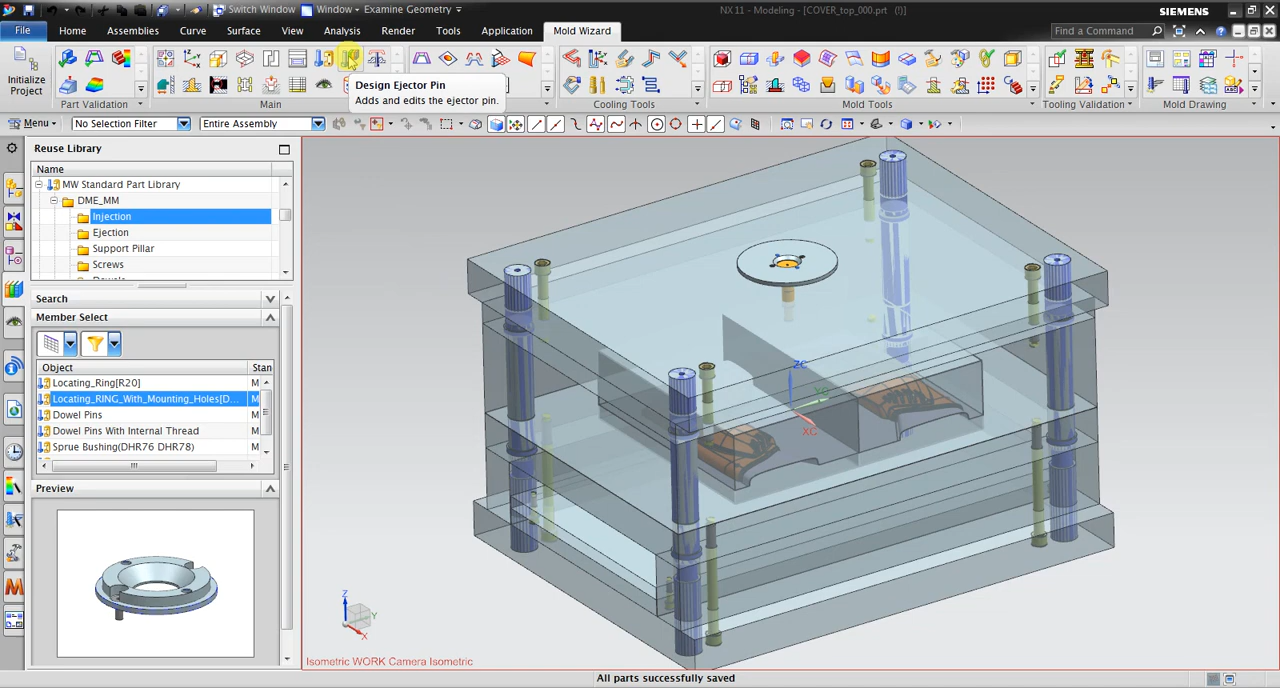 Switch Window Window Examine Geometry
NX 11 - Modeling - [COVER_top_000.prt (!)]
SIEMENS
File Home Assemblies Curve Surface View Analysis Render Tools Application Mold Wizard
Find a Command
Initialize
Project
Design Ejector Pin
Adds and edits the ejector pin.
Part Validation Main Cooling Tools Mold Tools Tooling Validation Mold Drawing
Menu No Selection Filter Entire Assembly
Reuse Library
Name
MW Standard Part Library
DME_MM
Injection
Ejection
Support Pillar
Screws
Search
Member Select
Object Stan
Locating_Ring[R20] M
Locating_RING_With_Mounting_Holes[D... M
Dowel Pins M
Dowel Pins With Internal Thread M
Sprue Bushing(DHR76 DHR78) M
Preview
ZC
YC
XC
Z
Y
X
Isometric WORK Camera Isometric
All parts successfully saved